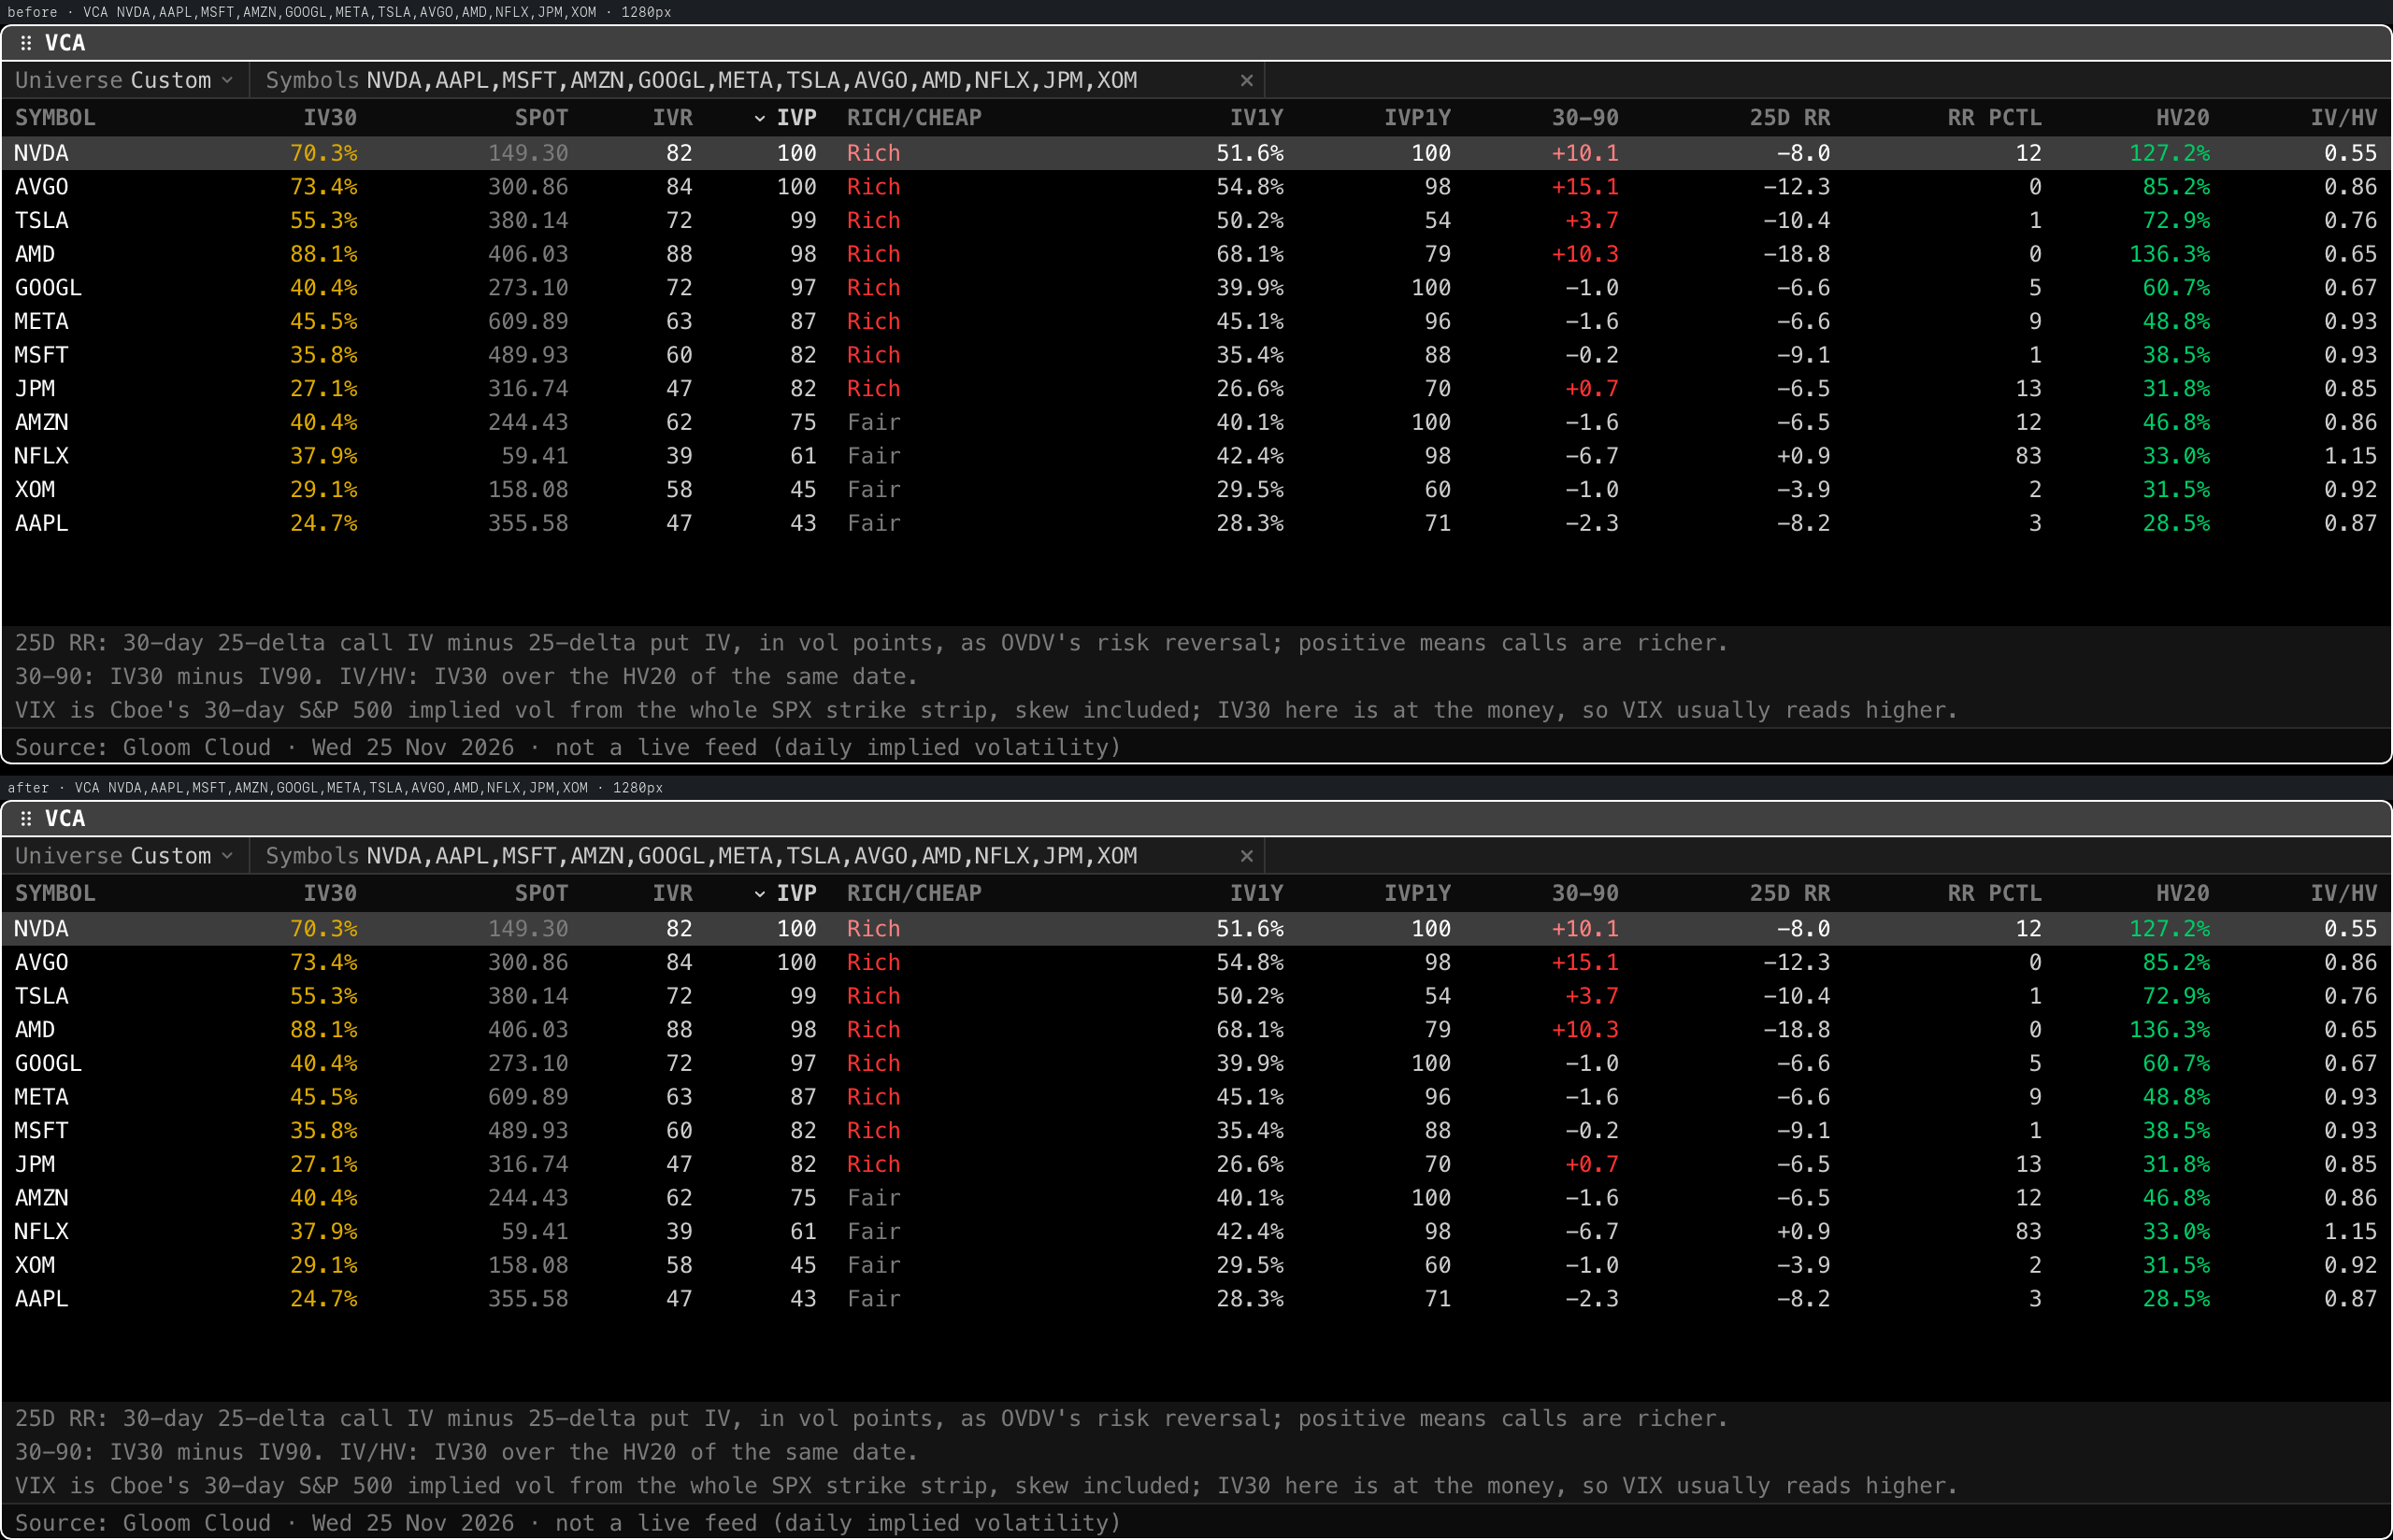 before · VCA NVDA,AAPL,MSFT,AMZN,GOOGL,META,TSLA,AVGO,AMD,NFLX,JPM,XOM · 1280px
VCA
Universe Custom Symbols NVDA,AAPL,MSFT,AMZN,GOOGL,META,TSLA,AVGO,AMD,NFLX,JPM,XOM ×
SYMBOL IV30 SPOT IVR IVP RICH/CHEAP IV1Y IVP1Y 30−90 25D RR RR PCTL HV20 IV/HV
NVDA 70.3% 149.30 82 100 Rich 51.6% 100 +10.1 −8.0 12 127.2% 0.55
AVGO 73.4% 300.86 84 100 Rich 54.8% 98 +15.1 −12.3 0 85.2% 0.86
TSLA 55.3% 380.14 72 99 Rich 50.2% 54 +3.7 −10.4 1 72.9% 0.76
AMD 88.1% 406.03 88 98 Rich 68.1% 79 +10.3 −18.8 0 136.3% 0.65
GOOGL 40.4% 273.10 72 97 Rich 39.9% 100 −1.0 −6.6 5 60.7% 0.67
META 45.5% 609.89 63 87 Rich 45.1% 96 −1.6 −6.6 9 48.8% 0.93
MSFT 35.8% 489.93 60 82 Rich 35.4% 88 −0.2 −9.1 1 38.5% 0.93
JPM 27.1% 316.74 47 82 Rich 26.6% 70 +0.7 −6.5 13 31.8% 0.85
AMZN 40.4% 244.43 62 75 Fair 40.1% 100 −1.6 −6.5 12 46.8% 0.86
NFLX 37.9% 59.41 39 61 Fair 42.4% 98 −6.7 +0.9 83 33.0% 1.15
XOM 29.1% 158.08 58 45 Fair 29.5% 60 −1.0 −3.9 2 31.5% 0.92
AAPL 24.7% 355.58 47 43 Fair 28.3% 71 −2.3 −8.2 3 28.5% 0.87
25D RR: 30-day 25-delta call IV minus 25-delta put IV, in vol points, as OVDV's risk reversal; positive means calls are richer.
30-90: IV30 minus IV90. IV/HV: IV30 over the HV20 of the same date.
VIX is Cboe's 30-day S&P 500 implied vol from the whole SPX strike strip, skew included; IV30 here is at the money, so VIX usually reads higher.
Source: Gloom Cloud · Wed 25 Nov 2026 · not a live feed (daily implied volatility)
after · VCA NVDA,AAPL,MSFT,AMZN,GOOGL,META,TSLA,AVGO,AMD,NFLX,JPM,XOM · 1280px
VCA
Universe Custom Symbols NVDA,AAPL,MSFT,AMZN,GOOGL,META,TSLA,AVGO,AMD,NFLX,JPM,XOM ×
SYMBOL IV30 SPOT IVR IVP RICH/CHEAP IV1Y IVP1Y 30−90 25D RR RR PCTL HV20 IV/HV
NVDA 70.3% 149.30 82 100 Rich 51.6% 100 +10.1 −8.0 12 127.2% 0.55
AVGO 73.4% 300.86 84 100 Rich 54.8% 98 +15.1 −12.3 0 85.2% 0.86
TSLA 55.3% 380.14 72 99 Rich 50.2% 54 +3.7 −10.4 1 72.9% 0.76
AMD 88.1% 406.03 88 98 Rich 68.1% 79 +10.3 −18.8 0 136.3% 0.65
GOOGL 40.4% 273.10 72 97 Rich 39.9% 100 −1.0 −6.6 5 60.7% 0.67
META 45.5% 609.89 63 87 Rich 45.1% 96 −1.6 −6.6 9 48.8% 0.93
MSFT 35.8% 489.93 60 82 Rich 35.4% 88 −0.2 −9.1 1 38.5% 0.93
JPM 27.1% 316.74 47 82 Rich 26.6% 70 +0.7 −6.5 13 31.8% 0.85
AMZN 40.4% 244.43 62 75 Fair 40.1% 100 −1.6 −6.5 12 46.8% 0.86
NFLX 37.9% 59.41 39 61 Fair 42.4% 98 −6.7 +0.9 83 33.0% 1.15
XOM 29.1% 158.08 58 45 Fair 29.5% 60 −1.0 −3.9 2 31.5% 0.92
AAPL 24.7% 355.58 47 43 Fair 28.3% 71 −2.3 −8.2 3 28.5% 0.87
25D RR: 30-day 25-delta call IV minus 25-delta put IV, in vol points, as OVDV's risk reversal; positive means calls are richer.
30-90: IV30 minus IV90. IV/HV: IV30 over the HV20 of the same date.
VIX is Cboe's 30-day S&P 500 implied vol from the whole SPX strike strip, skew included; IV30 here is at the money, so VIX usually reads higher.
Source: Gloom Cloud · Wed 25 Nov 2026 · not a live feed (daily implied volatility)